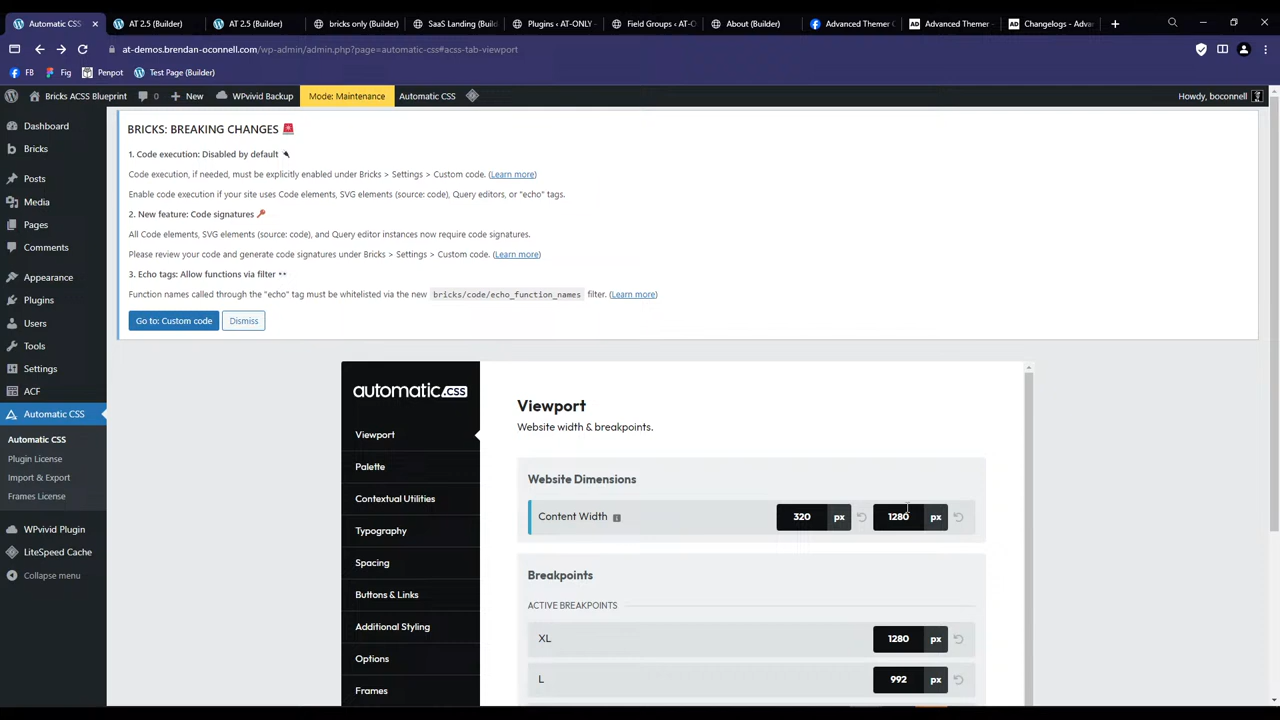 Automatic CSS
AT 2.5 (Builder)
AT 2.5 (Builder)
bricks only (Builder)
SaaS Landing (Build
Plugins ‹ AT-ONLY –
Field Groups ‹ AT-O
About (Builder)
Advanced Themer C
Advanced Themer –
Changelogs - Advan
at-demos.brendan-oconnell.com/wp-admin/admin.php?page=automatic-css#acss-tab-viewport
FB
Fig
Penpot
Test Page (Builder)
Bricks ACSS Blueprint
0
New
WPvivid Backup
Mode: Maintenance
Automatic CSS
Howdy, boconnell
Dashboard
Bricks
Posts
Media
Pages
Comments
Appearance
Plugins
Users
Tools
Settings
ACF
Automatic CSS
Automatic CSS
Plugin License
Import & Export
Frames License
WPvivid Plugin
LiteSpeed Cache
Collapse menu
BRICKS: BREAKING CHANGES
1. Code execution: Disabled by default
Code execution, if needed, must be explicitly enabled under Bricks > Settings > Custom code. (Learn more)
Enable code execution if your site uses Code elements, SVG elements (source: code), Query editors, or "echo" tags.
2. New feature: Code signatures
All Code elements, SVG elements (source: code), and Query editor instances now require code signatures.
Please review your code and generate code signatures under Bricks > Settings > Custom code. (Learn more)
3. Echo tags: Allow functions via filter
Function names called through the "echo" tag must be whitelisted via the new bricks/code/echo_function_names filter. (Learn more)
Go to: Custom code
Dismiss
automatic.css
Viewport
Palette
Contextual Utilities
Typography
Spacing
Buttons & Links
Additional Styling
Options
Frames
Viewport
Website width & breakpoints.
Website Dimensions
Content Width i 320 px 1280 px
Breakpoints
ACTIVE BREAKPOINTS
XL 1280 px
L 992 px